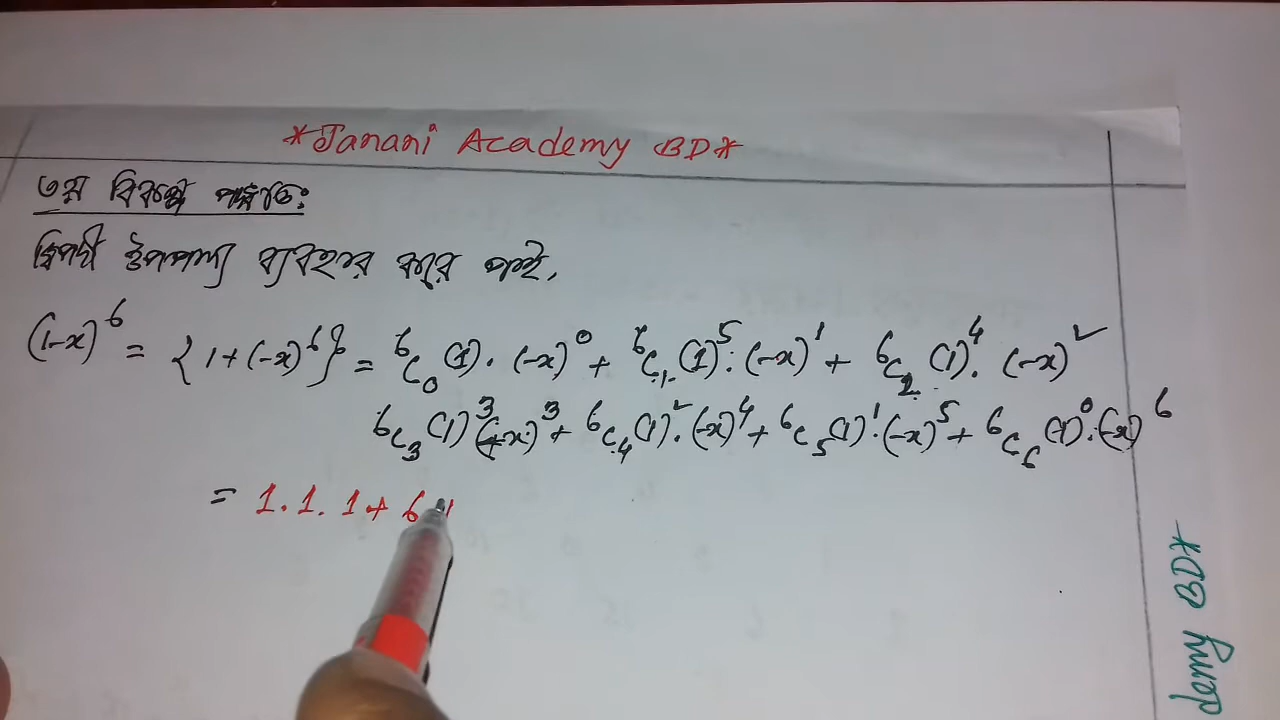 *Janani Academy BD*
৩য় বিকল্প পদ্ধতি:
দ্বিপদী উপপাদ্য ব্যবহার করে পাই,
(1-x)⁶ = {1+(-x)⁶} = ⁶C₀(1)·(-x)⁰ + ⁶C₁(1)⁵·(-x)¹ + ⁶C₂(1)⁴·(-x)²
⁶C₃(1)³(-x)³ + ⁶C₄(1)²·(-x)⁴ + ⁶C₅(1)¹·(-x)⁵ + ⁶C₆(1)⁰·(-x)⁶
= 1.1.1+6
demy BD*